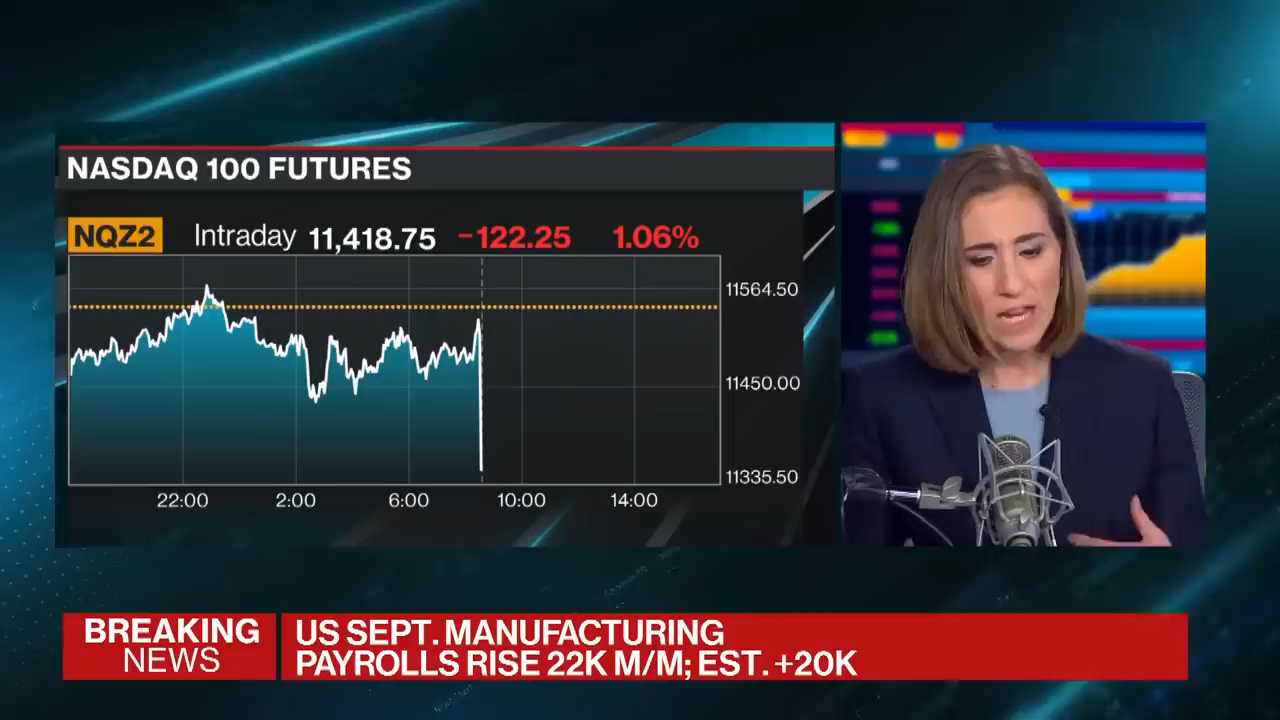 NASDAQ 100 FUTURES
NQZ2 Intraday 11,418.75 -122.25 1.06%
11564.50
11450.00
11335.50
22:00 2:00 6:00 10:00 14:00
BREAKING NEWS
US SEPT. MANUFACTURING
PAYROLLS RISE 22K M/M; EST. +20K